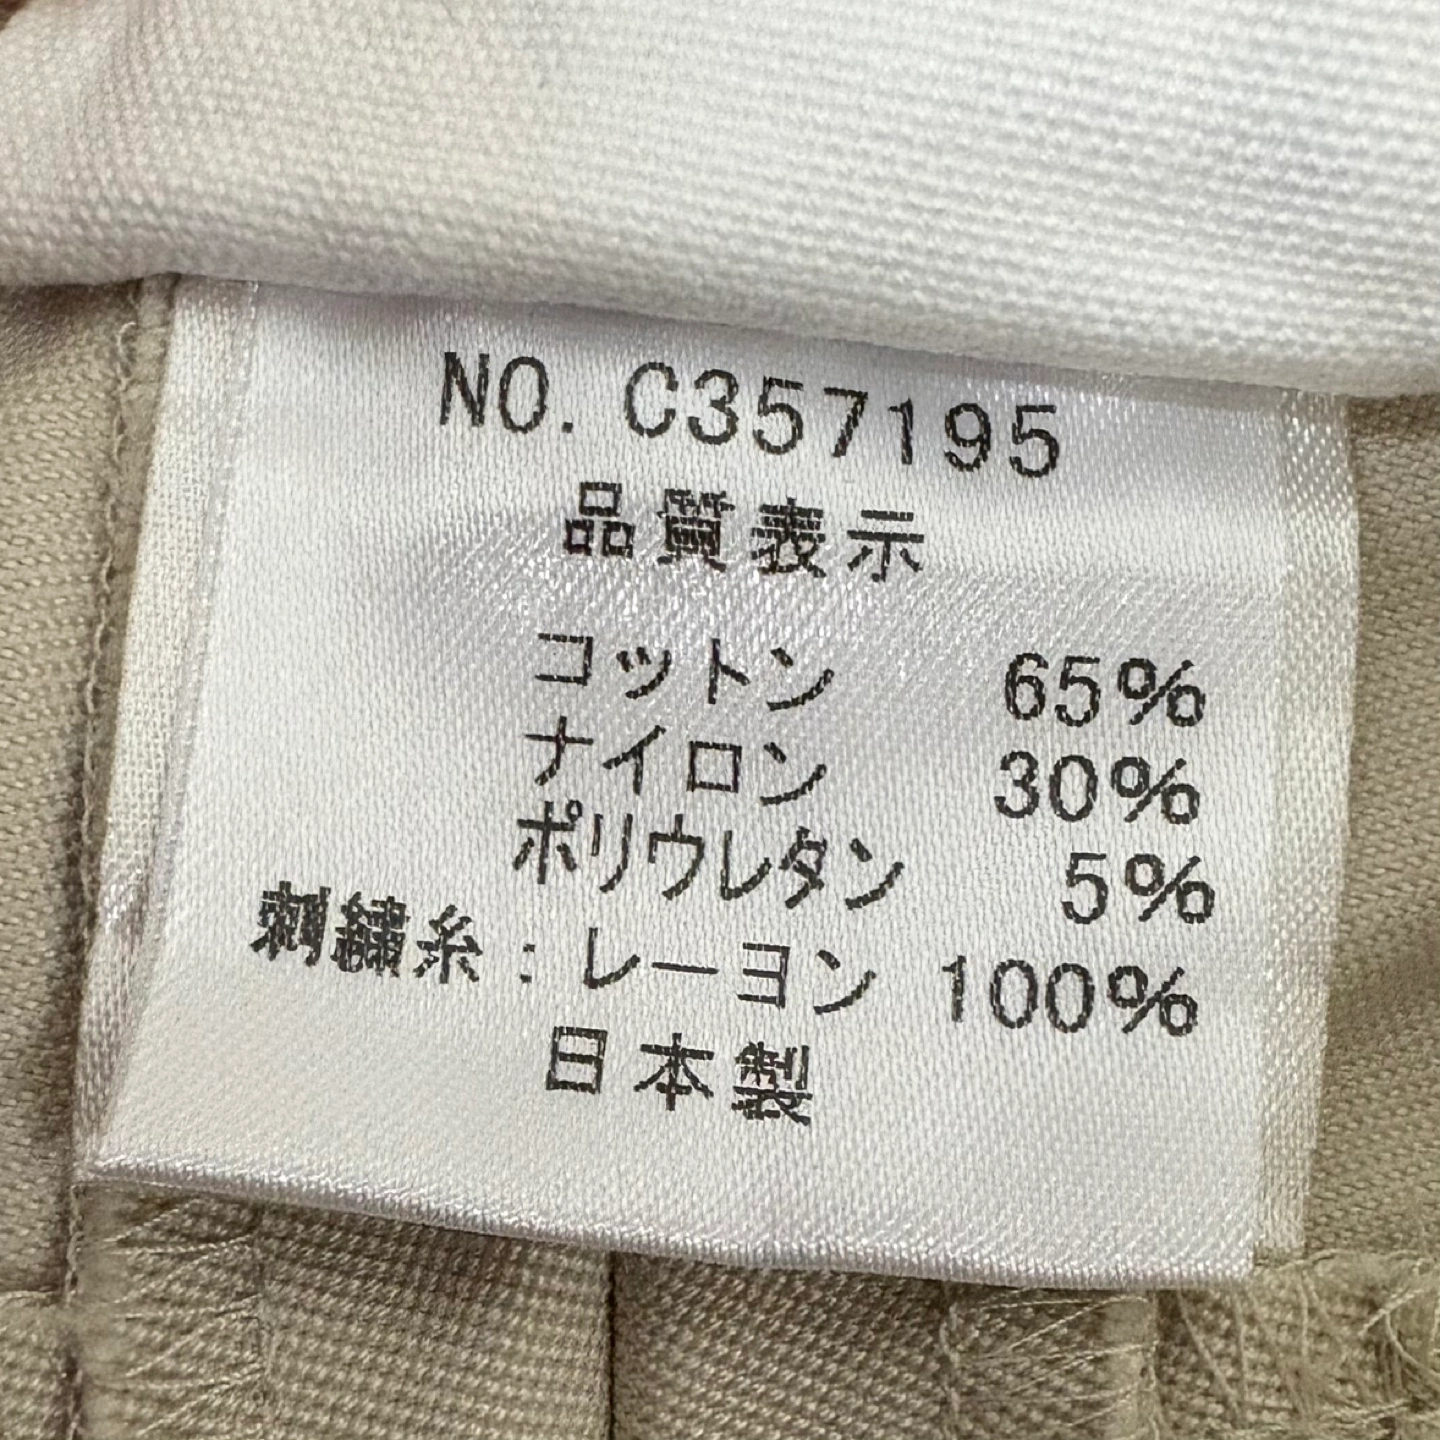 NO. C357195
品質表示
コットン 65%
ナイロン 30%
ポリウレタン 5%
刺繍糸：レーヨン 100%
日本製